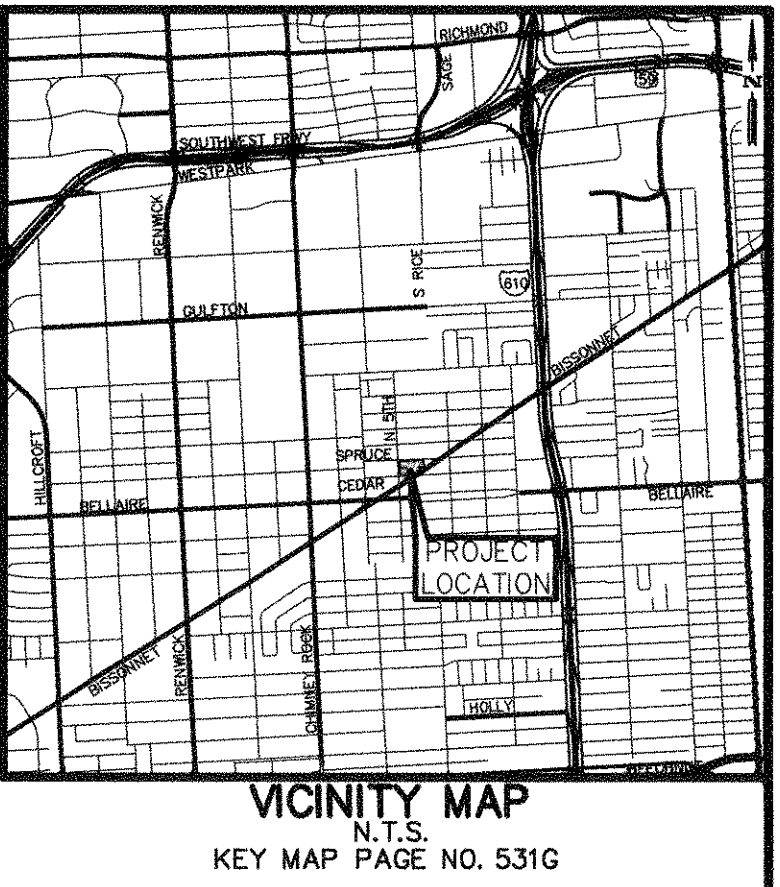 RICHMOND
SAGE
59
N
SOUTHWEST FRWY
WESTPARK
RENWICK
S RICE
610
GULFTON
BISSONNET
N 5TH
SPRUCE
HILLCROFT
CEDAR
BELLAIRE
BELLAIRE
PROJECT
LOCATION
BISSONNET
RENWICK
CHIMNEY ROCK
HOLLY
VICINITY MAP
N.T.S.
KEY MAP PAGE NO. 531G